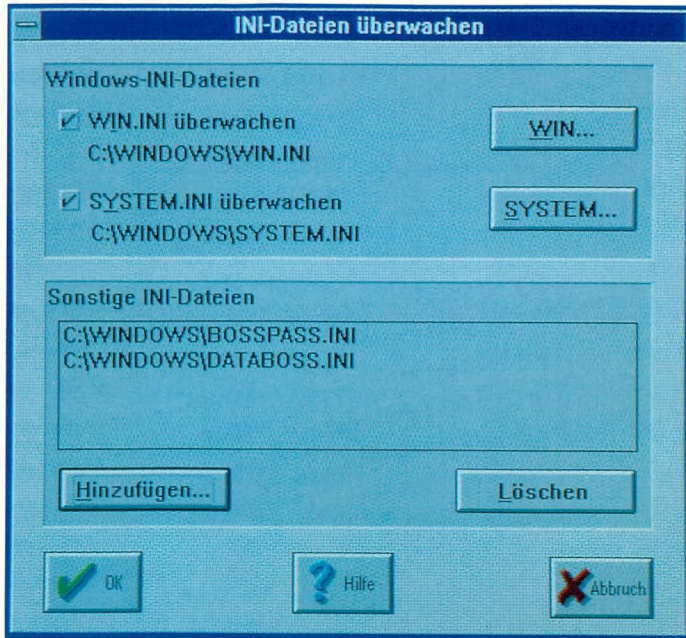 INI-Dateien überwachen
Windows-INI-Dateien
WIN.INI überwachen
WIN...
C:\WINDOWS\WIN.INI
SYSTEM.INI überwachen
SYSTEM...
C:\WINDOWS\SYSTEM.INI
Sonstige INI-Dateien
C:\WINDOWS\BOSSPASS.INI
C:\WINDOWS\DATABOSS.INI
Hinzufügen...
Löschen
OK
Hilfe
Abbruch